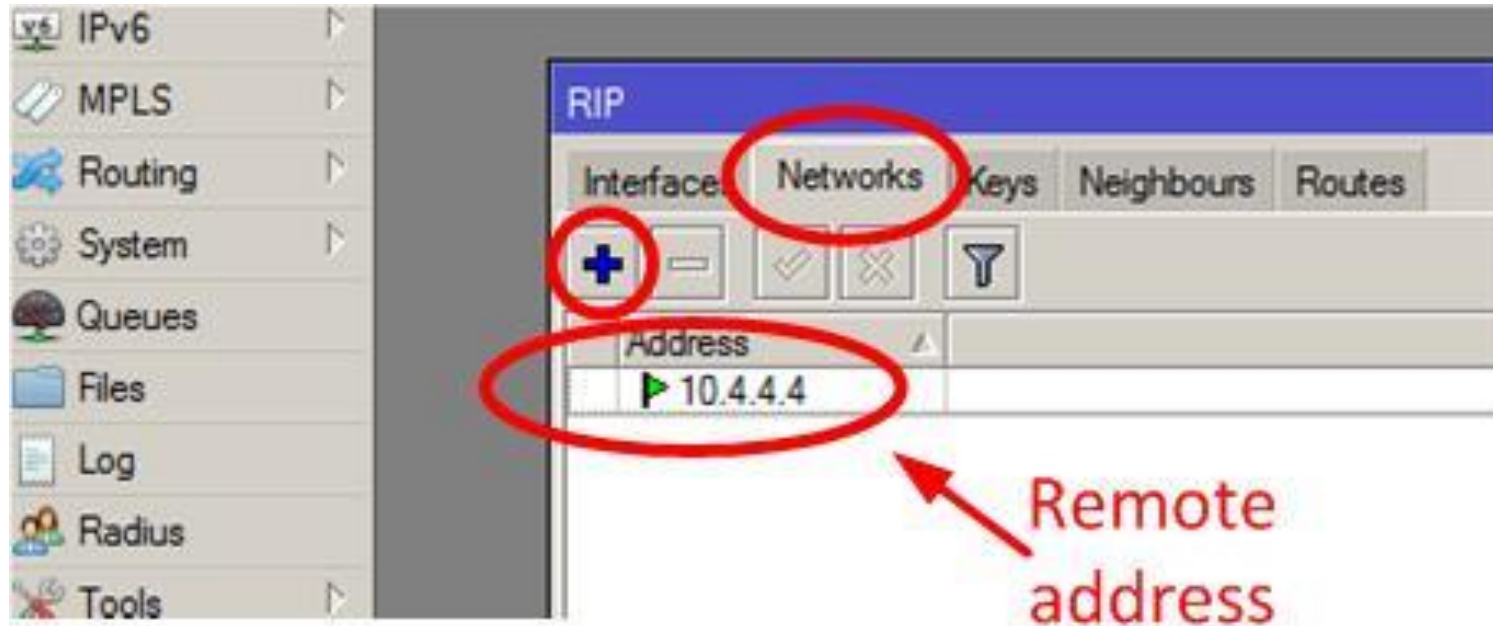 IPv6
MPLS
Routing
System
Queues
Files
Log
Radius
Tools
RIP
Interface Networks Keys Neighbours Routes
Address
10.4.4.4
Remote
address